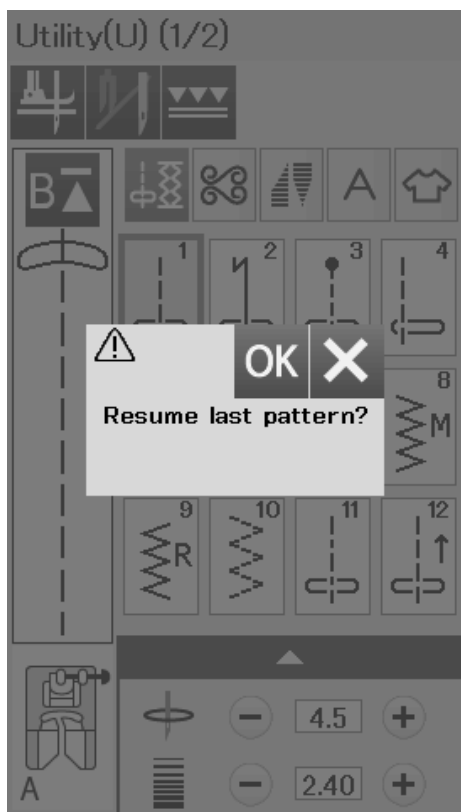 Utility(U) (1/2)
B
A
1
2
3
4
OK
Resume last pattern?
8
M
9
R
10
11
12
4.5
2.40
A